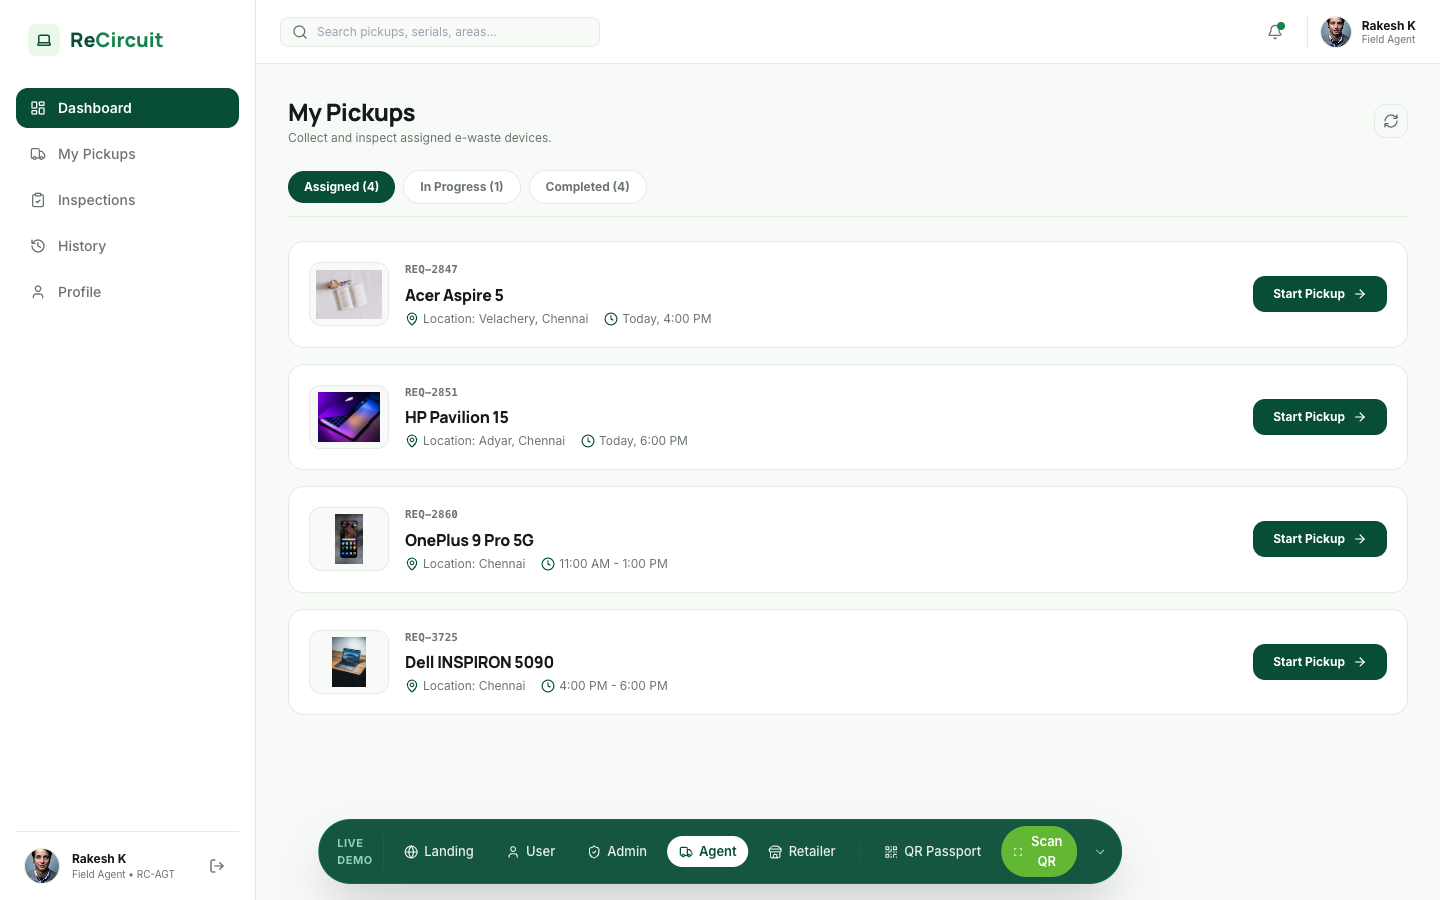 ReCircuit
Dashboard
My Pickups
Inspections
History
Profile
Rakesh K
Field Agent • RC-AGT
Search pickups, serials, areas...
Rakesh K
Field Agent
My Pickups
Collect and inspect assigned e-waste devices.
Assigned (4)
In Progress (1)
Completed (4)
REQ-2847
Acer Aspire 5
Location: Velachery, Chennai
Today, 4:00 PM
Start Pickup
REQ-2851
HP Pavilion 15
Location: Adyar, Chennai
Today, 6:00 PM
Start Pickup
REQ-2860
OnePlus 9 Pro 5G
Location: Chennai
11:00 AM - 1:00 PM
Start Pickup
REQ-3725
Dell INSPIRON 5090
Location: Chennai
4:00 PM - 6:00 PM
Start Pickup
LIVE
DEMO
Landing
User
Admin
Agent
Retailer
QR Passport
Scan
QR